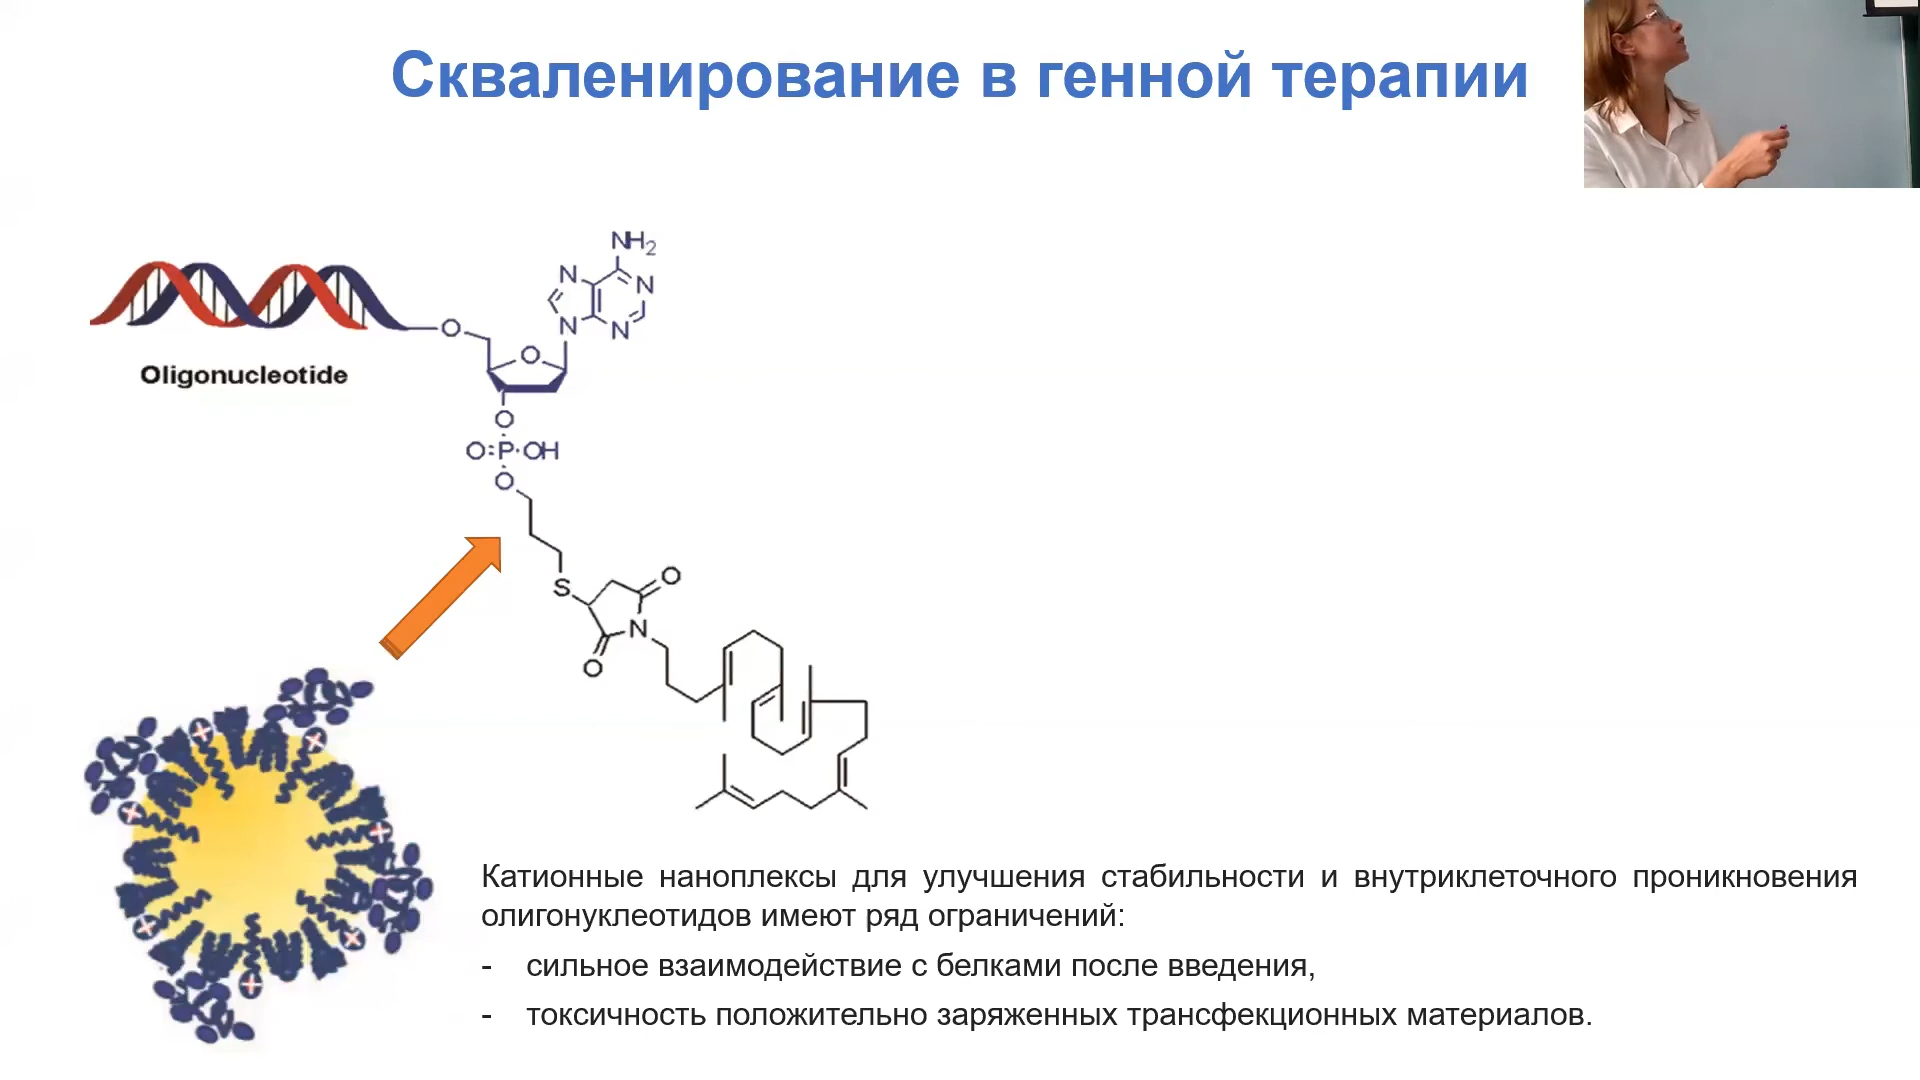 Скваленирование в генной терапии
NH2
N
N
N
N
O
O
Oligonucleotide
O
O=P-OH
O
S
O
N
O
Катионные наноплексы для улучшения стабильности и внутриклеточного проникновения
олигонуклеотидов имеют ряд ограничений:
- сильное взаимодействие с белками после введения,
- токсичность положительно заряженных трансфекционных материалов.